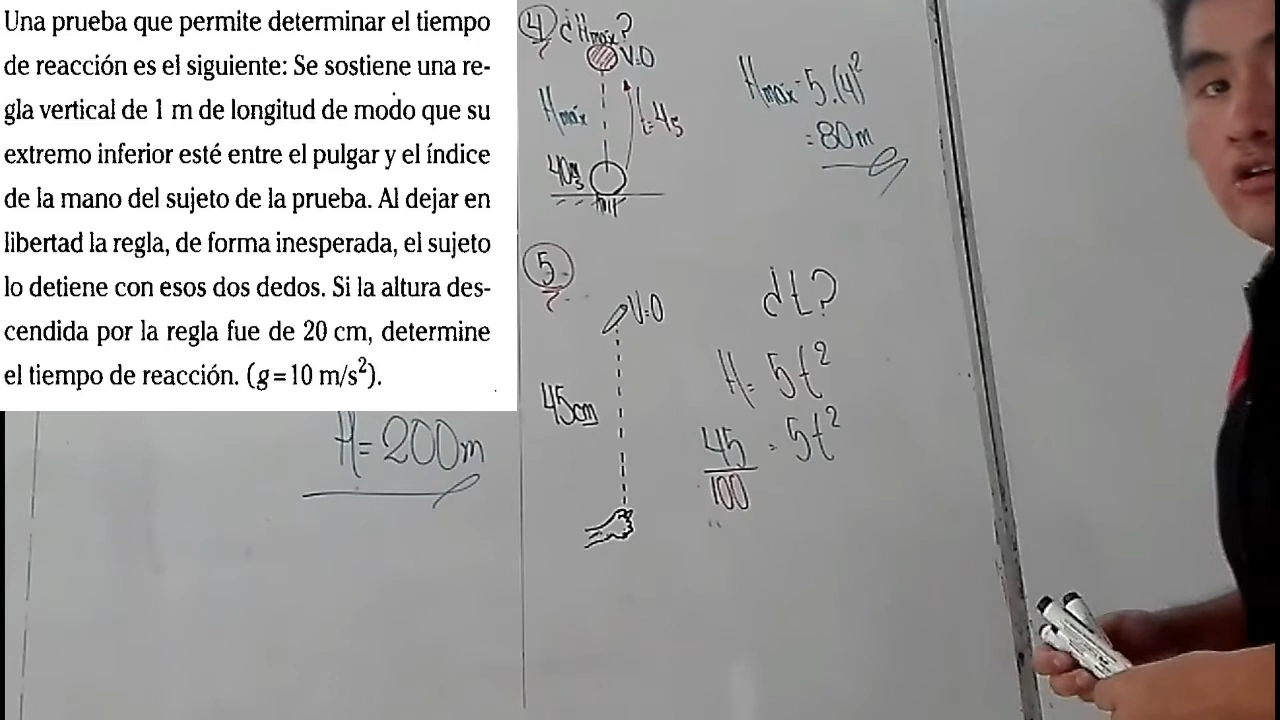 Una prueba que permite determinar el tiempo
de reacción es el siguiente: Se sostiene una re-
gla vertical de 1 m de longitud de modo que su
extremo inferior esté entre el pulgar y el índice
de la mano del sujeto de la prueba. Al dejar en
libertad la regla, de forma inesperada, el sujeto
lo detiene con esos dos dedos. Si la altura des-
cendida por la regla fue de 20 cm, determine
el tiempo de reacción. (g=10 m/s²).
H=200m
4 ¿Hmáx?
V=0
Hmáx
t=4s
40m/s
Hmáx=5.(4)²
=80m
5
V=0
45cm
¿t?
H=5t²
45/100=5t²